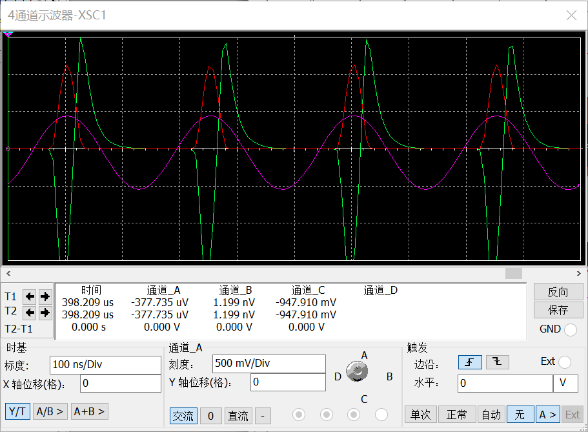 4通道示波器-XSC1
时间 通道_A 通道_B 通道_C 通道_D
T1 398.209 us -377.735 uV 1.199 nV -947.910 mV
T2 398.209 us -377.735 uV 1.199 nV -947.910 mV
T2-T1 0.000 s 0.000 V 0.000 V 0.000 V
反向
保存
GND
时基
标度: 100 ns/Div
X 轴位移(格): 0
Y/T A/B > A+B >
通道_A
刻度: 500 mV/Div
Y 轴位移(格): 0
交流 0 直流 -
A
D B
C
触发
边沿: Ext
水平: 0 V
单次 正常 自动 无 A > Ext